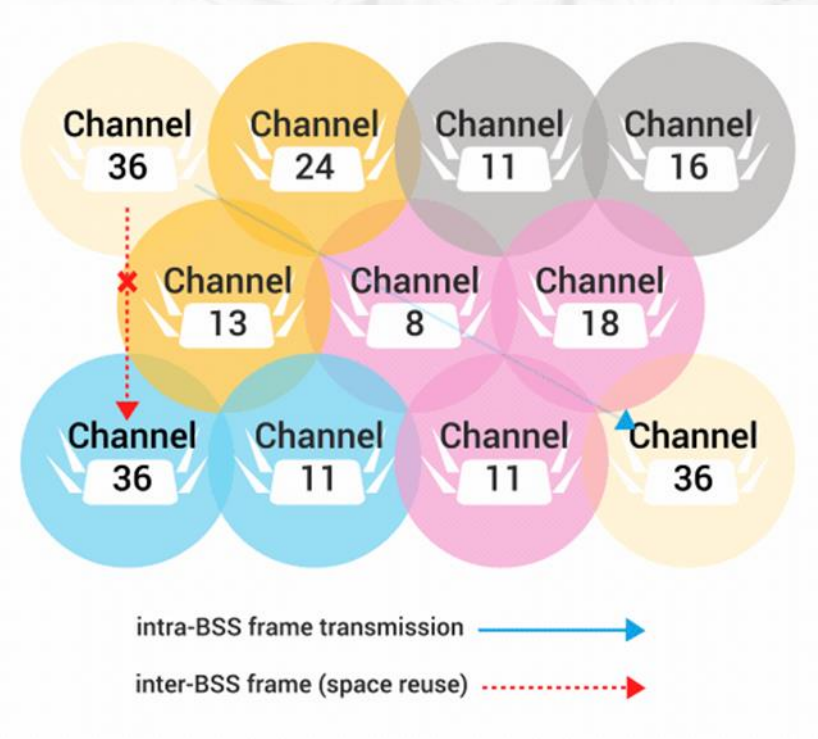 Channel
36
Channel
24
Channel
11
Channel
16
Channel
13
Channel
8
Channel
18
Channel
36
Channel
11
Channel
11
Channel
36
intra-BSS frame transmission
inter-BSS frame (space reuse)